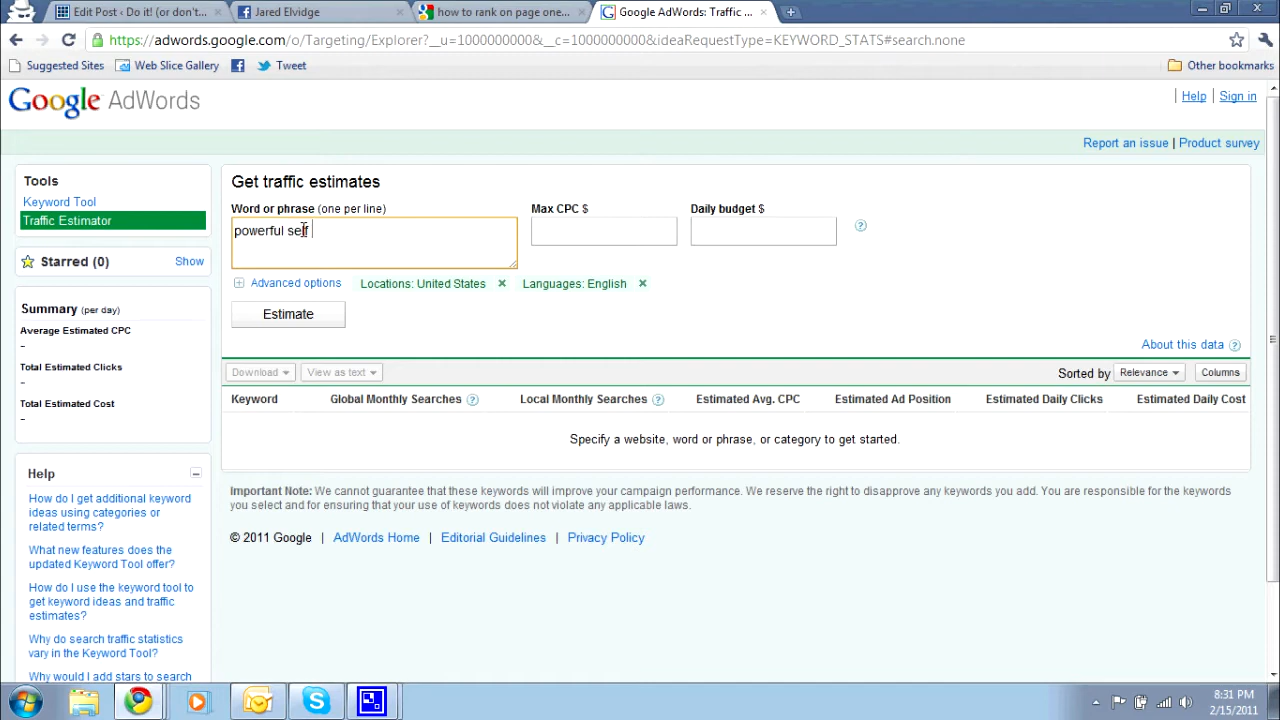 Edit Post ‹ Do it! (or don't...
Jared Elvidge
how to rank on page one...
Google AdWords: Traffic ...
https://adwords.google.com/o/Targeting/Explorer?__u=1000000000&__c=1000000000&ideaRequestType=KEYWORD_STATS#search.none
Suggested Sites Web Slice Gallery Tweet Other bookmarks
Google AdWords
Help | Sign in
Report an issue | Product survey
Tools
Keyword Tool
Traffic Estimator
Starred (0) Show
Summary (per day)
Average Estimated CPC
–
Total Estimated Clicks
–
Total Estimated Cost
–
Help
How do I get additional keyword
ideas using categories or
related terms?
What new features does the
updated Keyword Tool offer?
How do I use the keyword tool to
get keyword ideas and traffic
estimates?
Why do search traffic statistics
vary in the Keyword Tool?
Why would I add stars to search
Get traffic estimates
Word or phrase (one per line) Max CPC $ Daily budget $
powerful self
Advanced options Locations: United States × Languages: English ×
Estimate
About this data
Download View as text Sorted by Relevance Columns
Keyword Global Monthly Searches Local Monthly Searches Estimated Avg. CPC Estimated Ad Position Estimated Daily Clicks Estimated Daily Cost
Specify a website, word or phrase, or category to get started.
Important Note: We cannot guarantee that these keywords will improve your campaign performance. We reserve the right to disapprove any keywords you add. You are responsible for the keywords
you select and for ensuring that your use of keywords does not violate any applicable laws.
© 2011 Google | AdWords Home | Editorial Guidelines | Privacy Policy
8:31 PM
2/15/2011